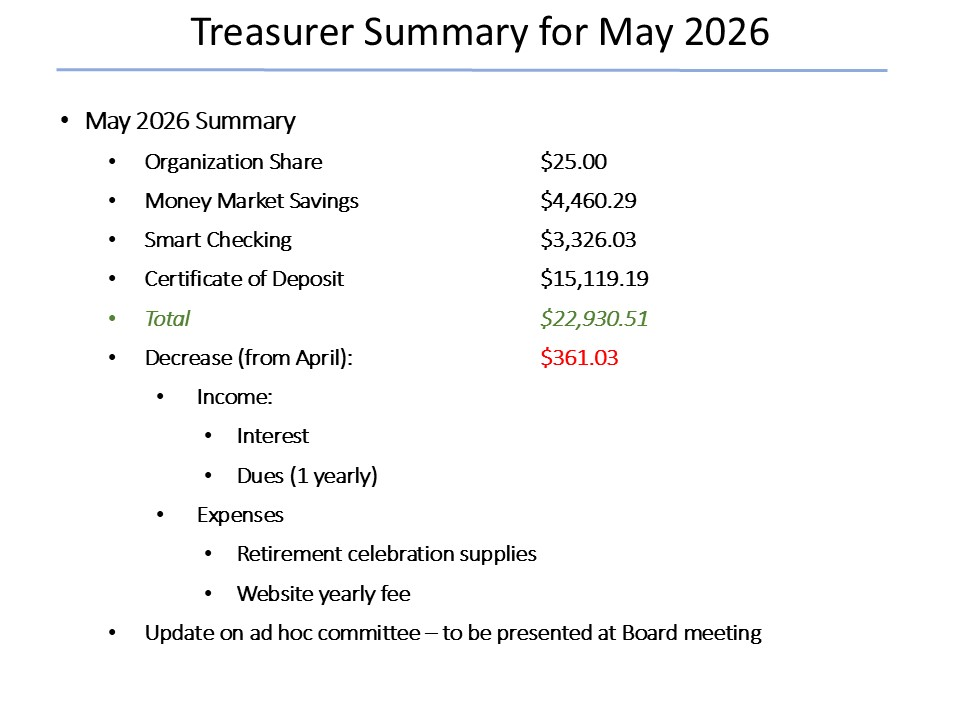 Treasurer Summary for May 2026
• May 2026 Summary
• Organization Share $25.00
• Money Market Savings $4,460.29
• Smart Checking $3,326.03
• Certificate of Deposit $15,119.19
• Total $22,930.51
• Decrease (from April): $361.03
• Income:
• Interest
• Dues (1 yearly)
• Expenses
• Retirement celebration supplies
• Website yearly fee
• Update on ad hoc committee – to be presented at Board meeting